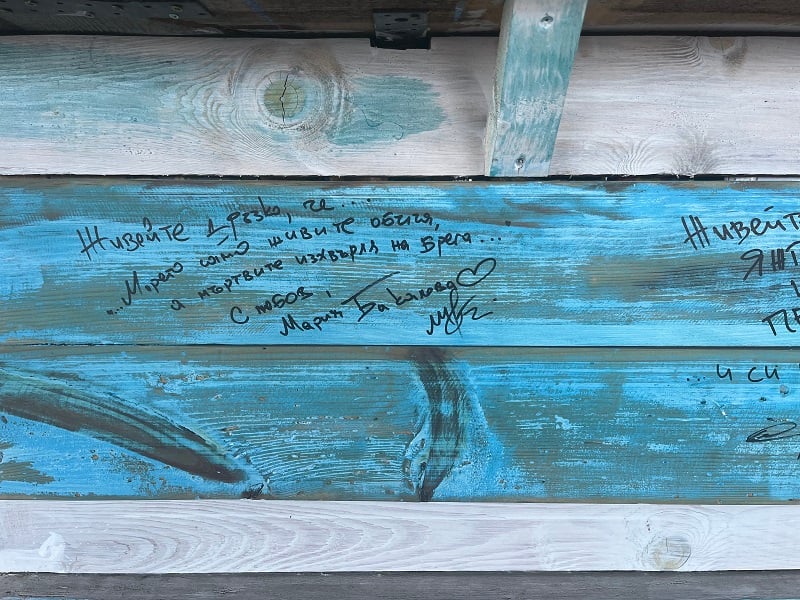 Живейте дръзко, че ....
"...Морето само живите обича,
а мъртвите изхвърля на брега..."
С любов,
Мария Бакалова
Живейте
... и си